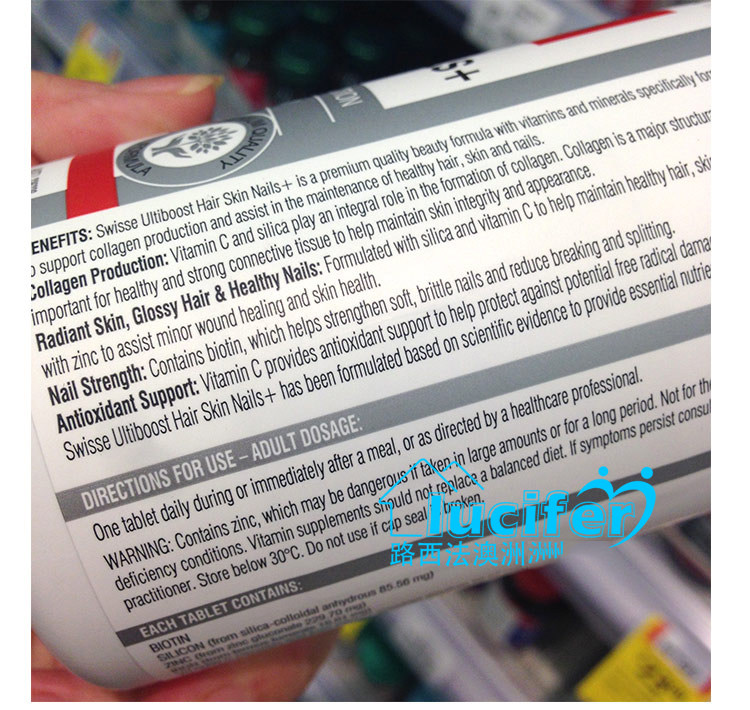 S+
QUALITY
FORMULA
ENEFITS: Swisse Ultiboost Hair Skin Nails+ is a premium quality beauty formula with vitamins and minerals specifically for
o support collagen production and assist in the maintenance of healthy hair, skin and nails.
Collagen Production: Vitamin C and silica play an integral role in the formation of collagen. Collagen is a major structur
important for healthy and strong connective tissue to help maintain skin integrity and appearance.
Radiant Skin, Glossy Hair & Healthy Nails: Formulated with silica and vitamin C to help maintain healthy hair, skin
with zinc to assist minor wound healing and skin health.
Nail Strength: Contains biotin, which helps strengthen soft, brittle nails and reduce breaking and splitting.
Antioxidant Support: Vitamin C provides antioxidant support to help protect against potential free radical dama
Swisse Ultiboost Hair Skin Nails+ has been formulated based on scientific evidence to provide essential nutrie
DIRECTIONS FOR USE – ADULT DOSAGE:
One tablet daily during or immediately after a meal, or as directed by a healthcare professional.
WARNING: Contains zinc, which may be dangerous if taken in large amounts or for a long period. Not for the
deficiency conditions. Vitamin supplements should not replace a balanced diet. If symptoms persist consul
practitioner. Store below 30°C. Do not use if cap seal broken.
EACH TABLET CONTAINS:
BIOTIN
SILICON (from silica-colloidal anhydrous 85.56 mg)
ZINC (from zinc gluconate 229.70 mg)
lucifer
路西法澳洲